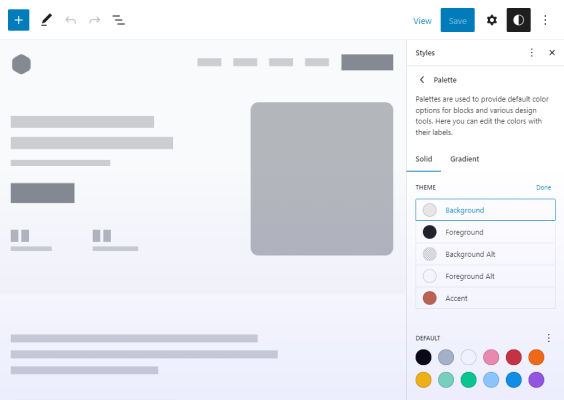 View
Save
Styles
Palette
Palettes are used to provide default color
options for blocks and various design
tools. Here you can edit the colors with
their labels.
Solid Gradient
THEME Done
Background
Foreground
Background Alt
Foreground Alt
Accent
DEFAULT